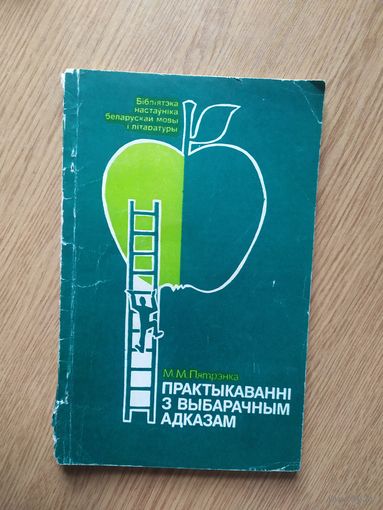 Бібліятэка
настаўніка
беларускай мовы
і літаратуры
М.М.Пятрэнка
ПРАКТЫКАВАННІ
З ВЫБАРАЧНЫМ
АДКАЗАМ